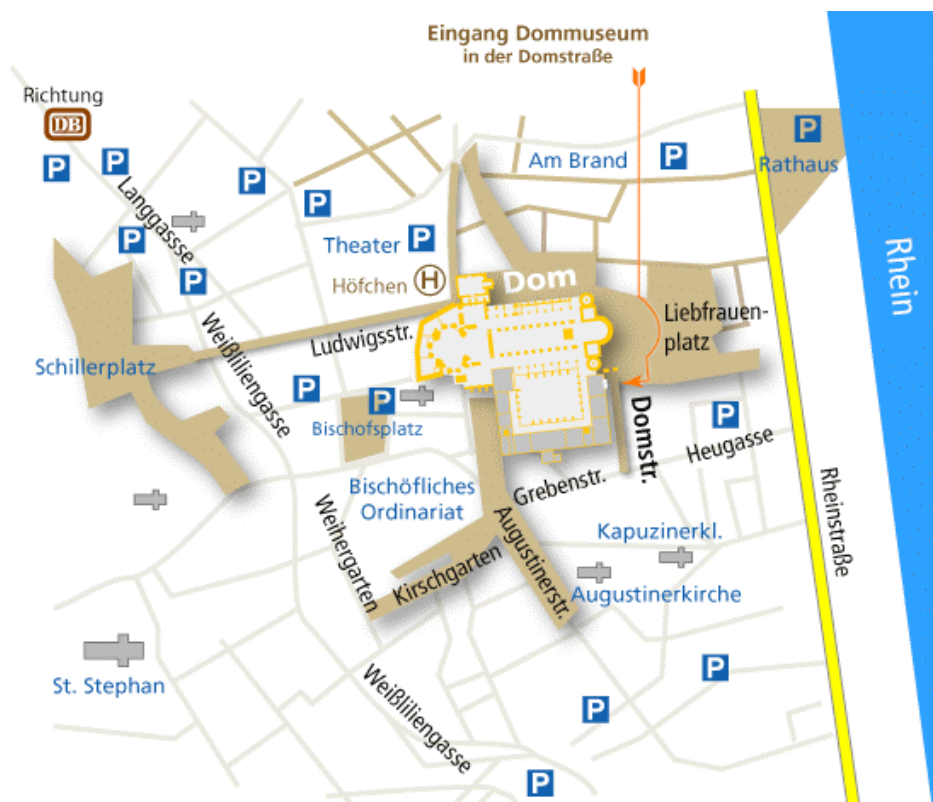 Eingang Dommuseum
in der Domstraße
Richtung
DB
P
P
P
P
P
P
Langgassse
Am Brand
P
P
Rathaus
Theater
P
Höfchen
H
Dom
Rhein
Liebfrauen-
platz
Ludwigsstr.
Weißliliengasse
Schillerplatz
P
P
Bischofsplatz
Domstr.
P
Heugasse
Bischöfliches
Ordinariat
Grebenstr.
Rheinstraße
Weihergarten
Kirschgarten
Augustinerstr.
Kapuzinerkl.
Augustinerkirche
St. Stephan
Weißliliengasse
P
P
P